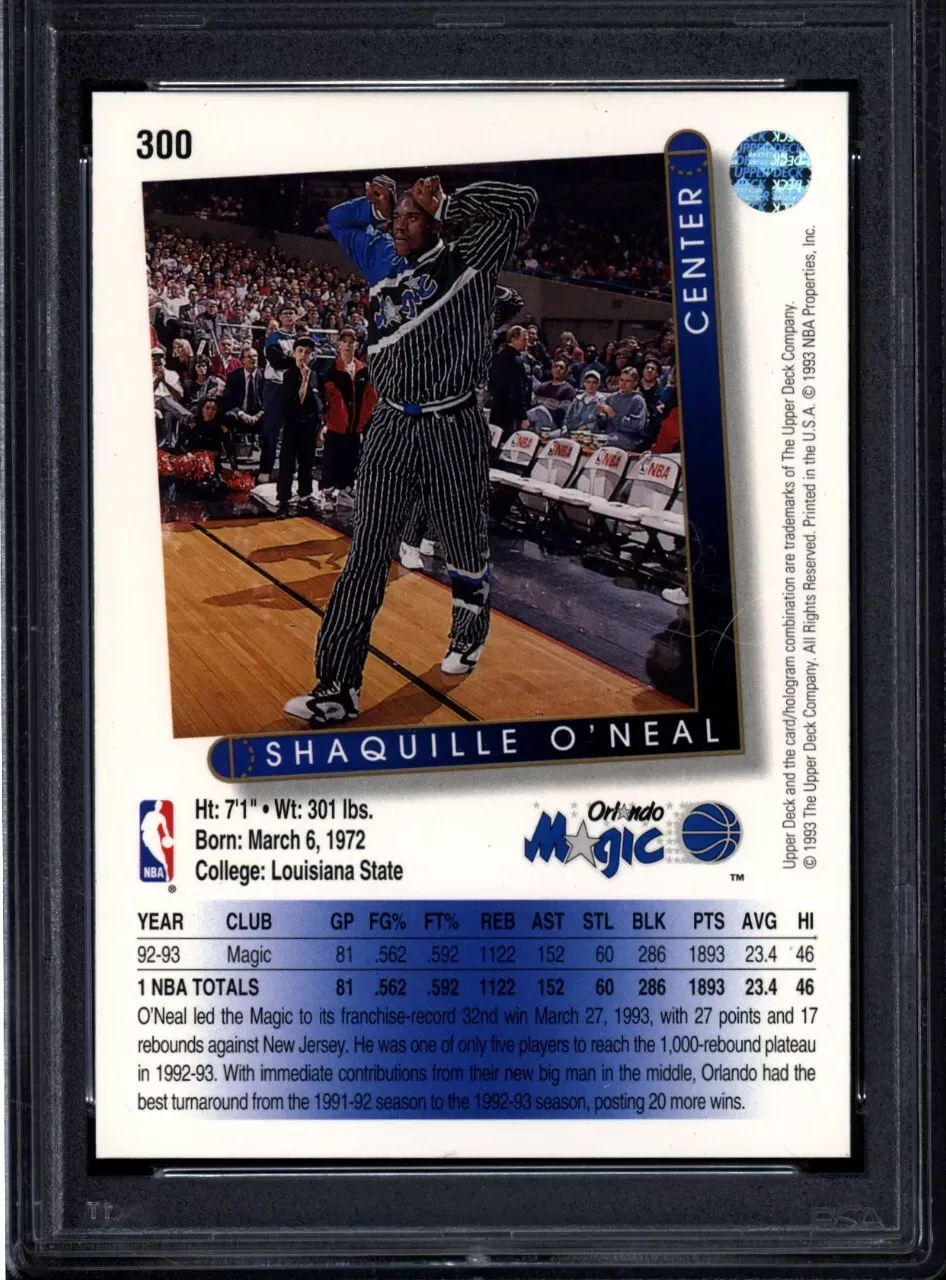 300
UPPER DECK
CENTER
Magic
NBA
NBA
NBA
NBA
SHAQUILLE O'NEAL
Upper Deck and the card/hologram combination are trademarks of The Upper Deck Company.
© 1993 The Upper Deck Company. All Rights Reserved. Printed in the U.S.A. © 1993 NBA Properties, Inc.
NBA
®
Ht: 7'1" • Wt: 301 lbs.
Born: March 6, 1972
College: Louisiana State
Orlando
Magic
™
YEAR CLUB GP FG% FT% REB AST STL BLK PTS AVG HI
92-93 Magic 81 .562 .592 1122 152 60 286 1893 23.4 46
1 NBA TOTALS 81 .562 .592 1122 152 60 286 1893 23.4 46
O'Neal led the Magic to its franchise-record 32nd win March 27, 1993, with 27 points and 17
rebounds against New Jersey. He was one of only five players to reach the 1,000-rebound plateau
in 1992-93. With immediate contributions from their new big man in the middle, Orlando had the
best turnaround from the 1991-92 season to the 1992-93 season, posting 20 more wins.
PSA